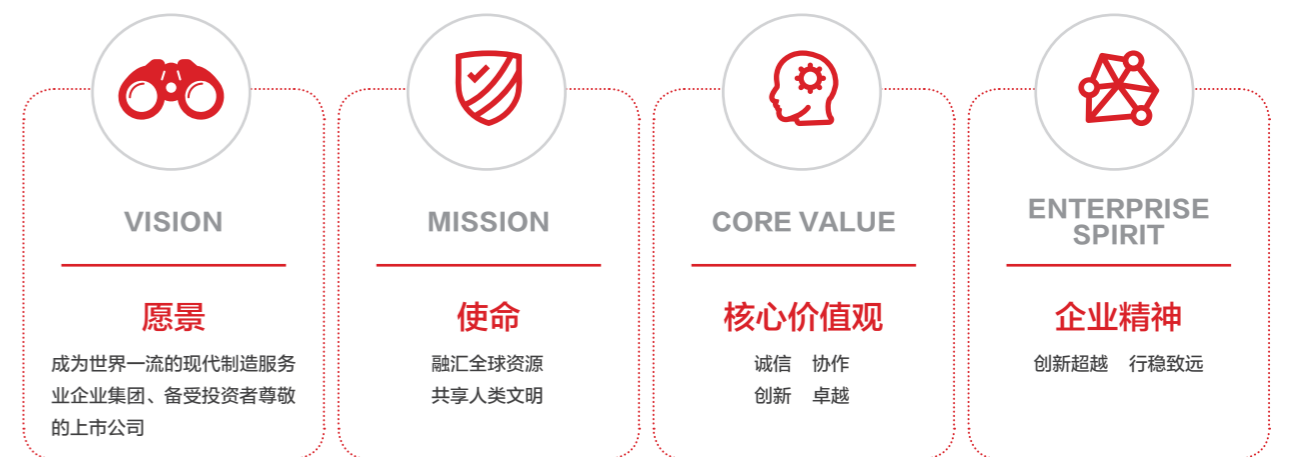 VISION
愿景
成为世界一流的现代制造服务
业企业集团、备受投资者尊敬
的上市公司
MISSION
使命
融汇全球资源
共享人类文明
CORE VALUE
核心价值观
诚信 协作
创新 卓越
ENTERPRISE
SPIRIT
企业精神
创新超越 行稳致远